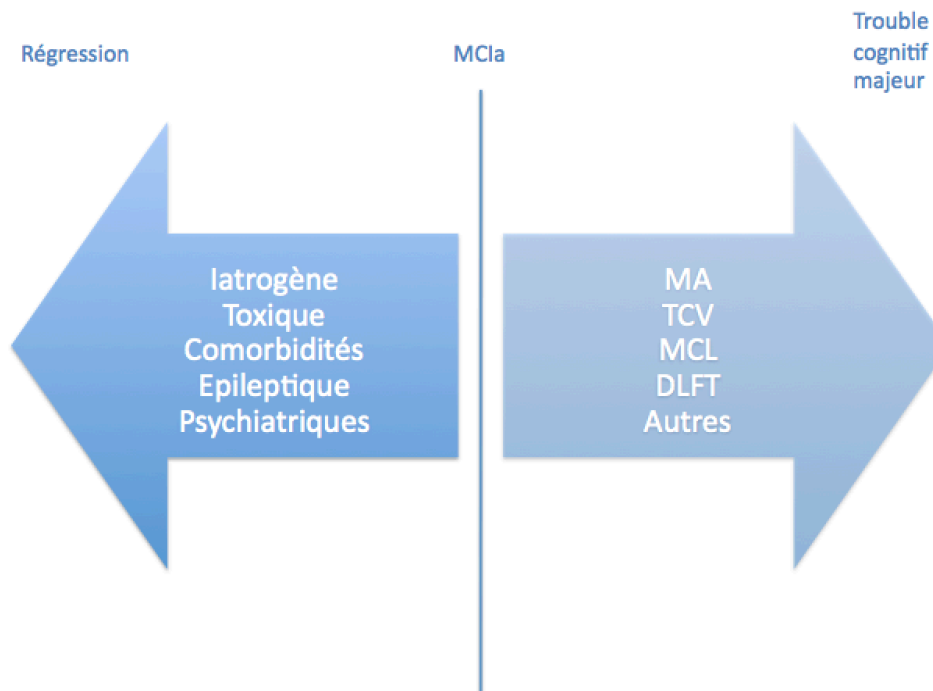 Régression
MCIa
Trouble
cognitif
majeur
Iatrogène
Toxique
Comorbidités
Epileptique
Psychiatriques
MA
TCV
MCL
DLFT
Autres